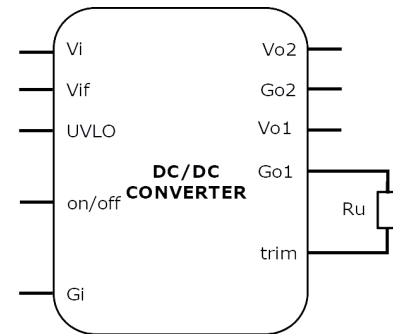 Vi
Vo2
Vif
Go2
UVLO
Vo1
DC/DC
CONVERTER
Go1
on/off
Ru
trim
Gi